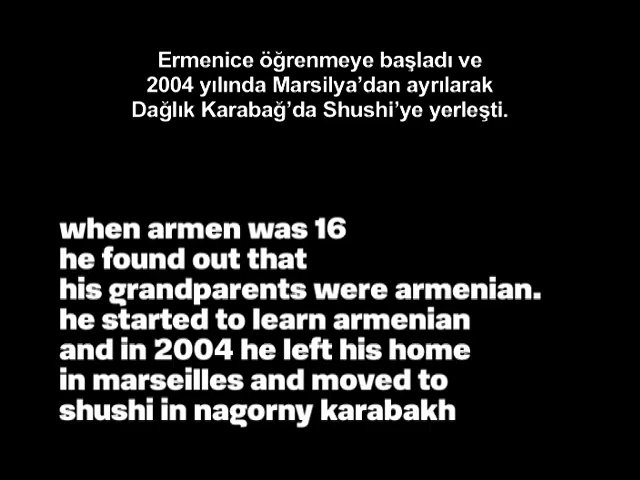 Ermenice öğrenmeye başladı ve
2004 yılında Marsilya’dan ayrılarak
Dağlık Karabağ’da Shushi’ye yerleşti.
when armen was 16
he found out that
his grandparents were armenian.
he started to learn armenian
and in 2004 he left his home
in marseilles and moved to
shushi in nagorny karabakh